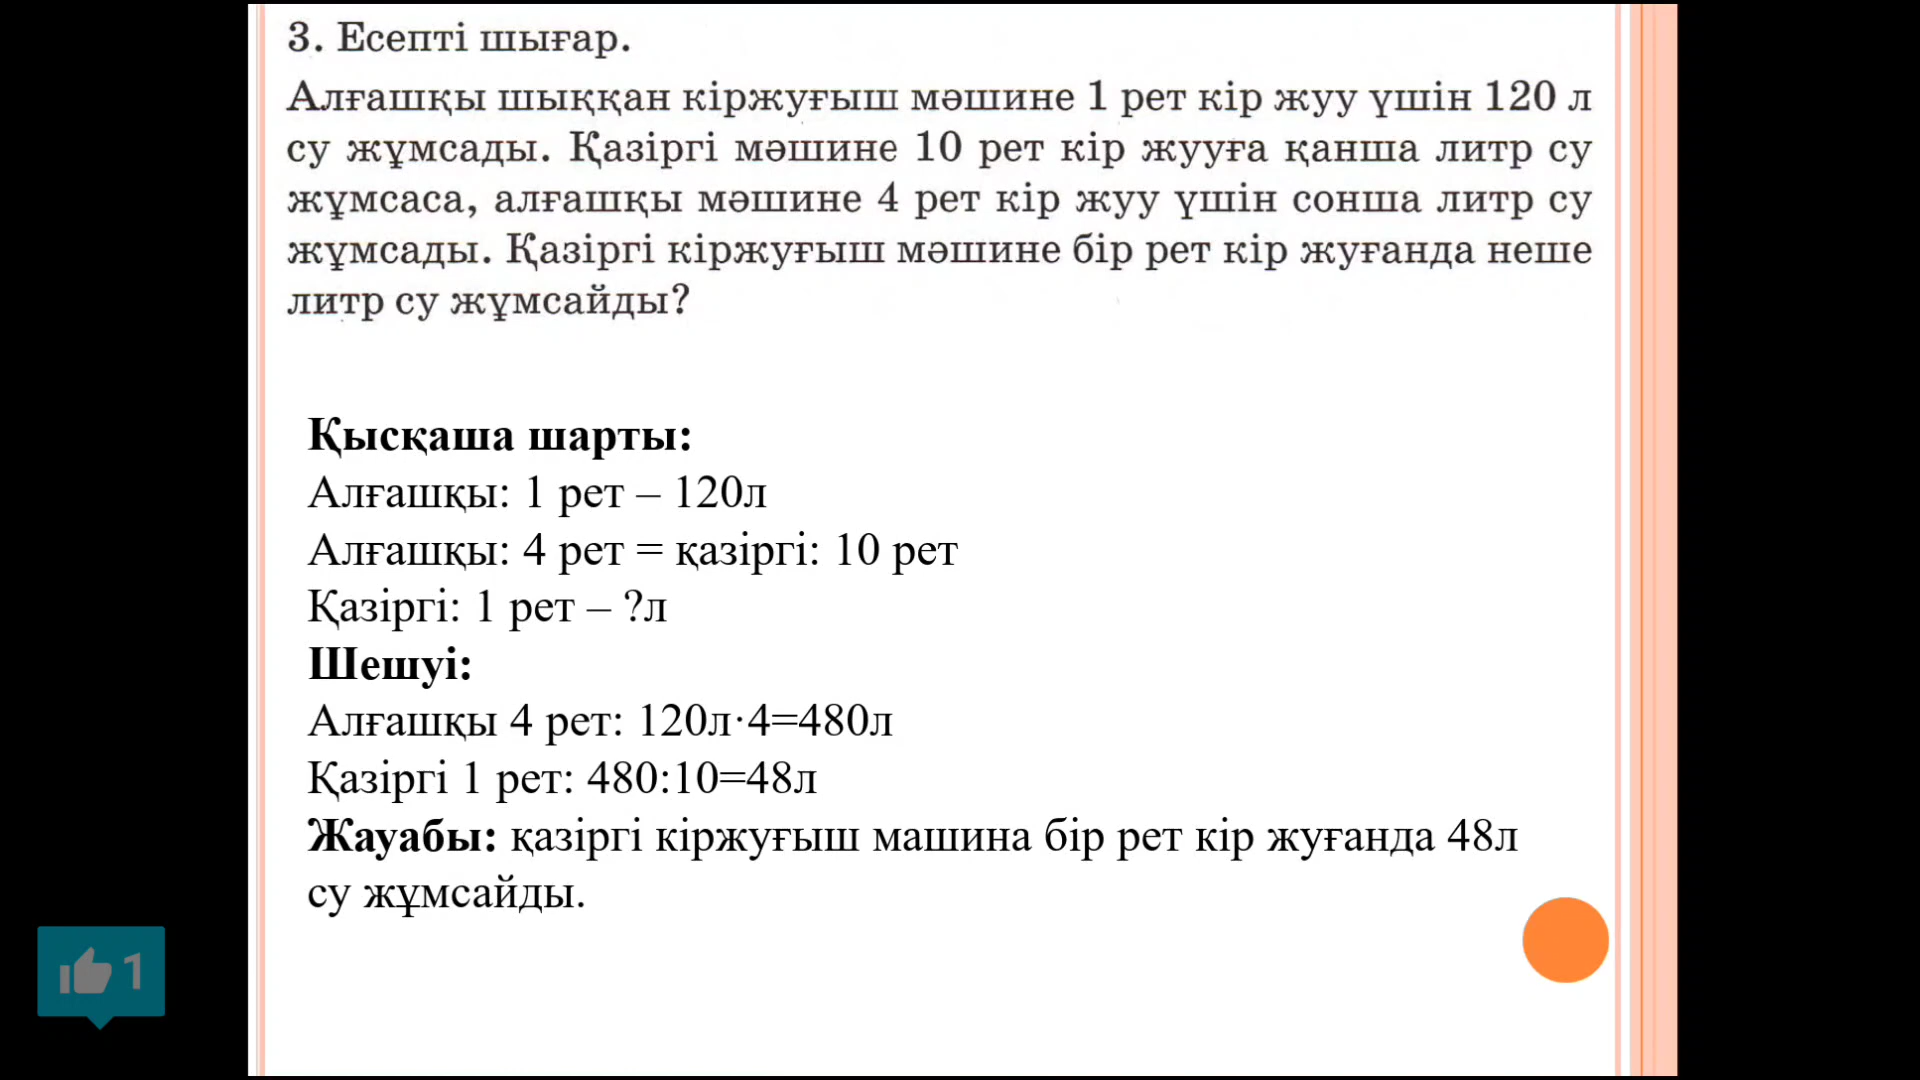 3. Есепті шығар.
Алғашқы шыққан кіржуғыш мәшине 1 рет кір жуу үшін 120 л
су жұмсады. Қазіргі мәшине 10 рет кір жууға қанша литр су
жұмсаса, алғашқы мәшине 4 рет кір жуу үшін сонша литр су
жұмсады. Қазіргі кіржуғыш мәшине бір рет кір жуғанда неше
литр су жұмсайды?
Қысқаша шарты:
Алғашқы: 1 рет – 120л
Алғашқы: 4 рет = қазіргі: 10 рет
Қазіргі: 1 рет – ?л
Шешуі:
Алғашқы 4 рет: 120л·4=480л
Қазіргі 1 рет: 480:10=48л
Жауабы: қазіргі кіржуғыш машина бір рет кір жуғанда 48л
су жұмсайды.
1